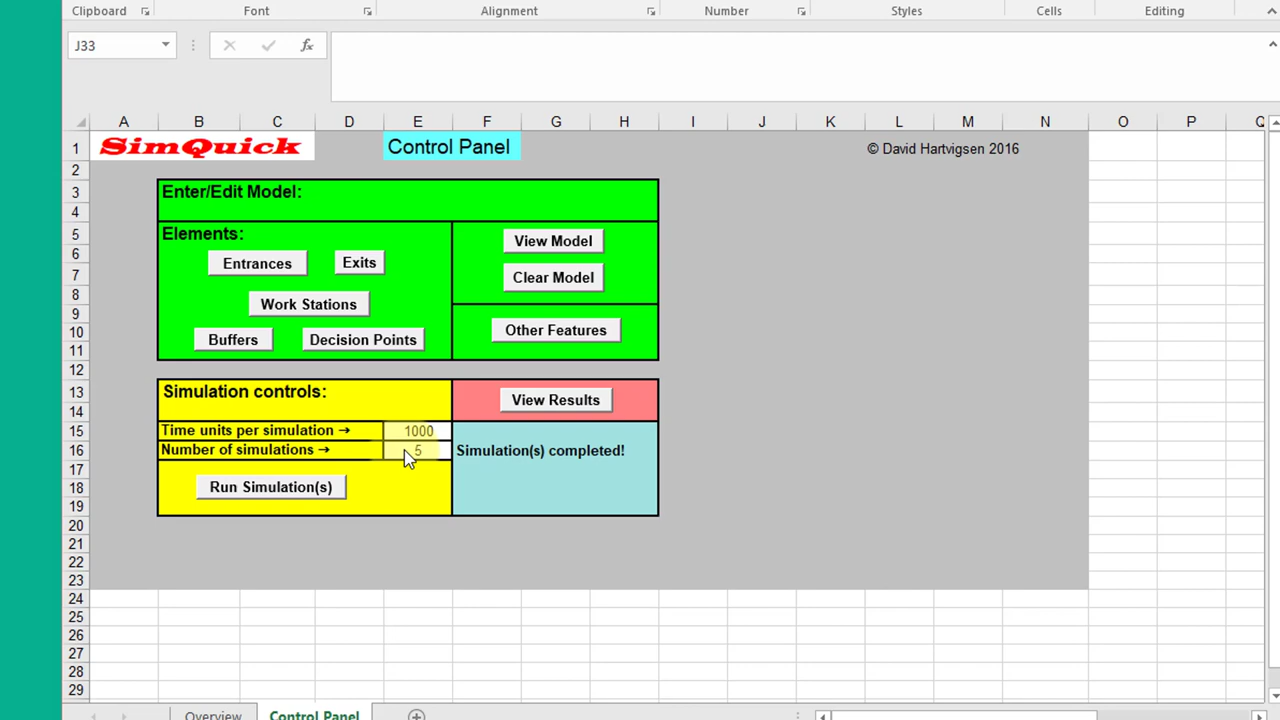 Clipboard Font Alignment Number Styles Cells Editing
J33 fx
A B C D E F G H I J K L M N O P Q
1 SimQuick Control Panel © David Hartvigsen 2016
2
3 Enter/Edit Model:
4
5 Elements: View Model
6 Entrances Exits
7 Clear Model
8 Work Stations
9
10 Buffers Decision Points Other Features
11
12
13 Simulation controls: View Results
14
15 Time units per simulation → 1000
16 Number of simulations → 5 Simulation(s) completed!
17
18 Run Simulation(s)
19
20
21
22
23
24
25
26
27
28
29
Overview Control Panel